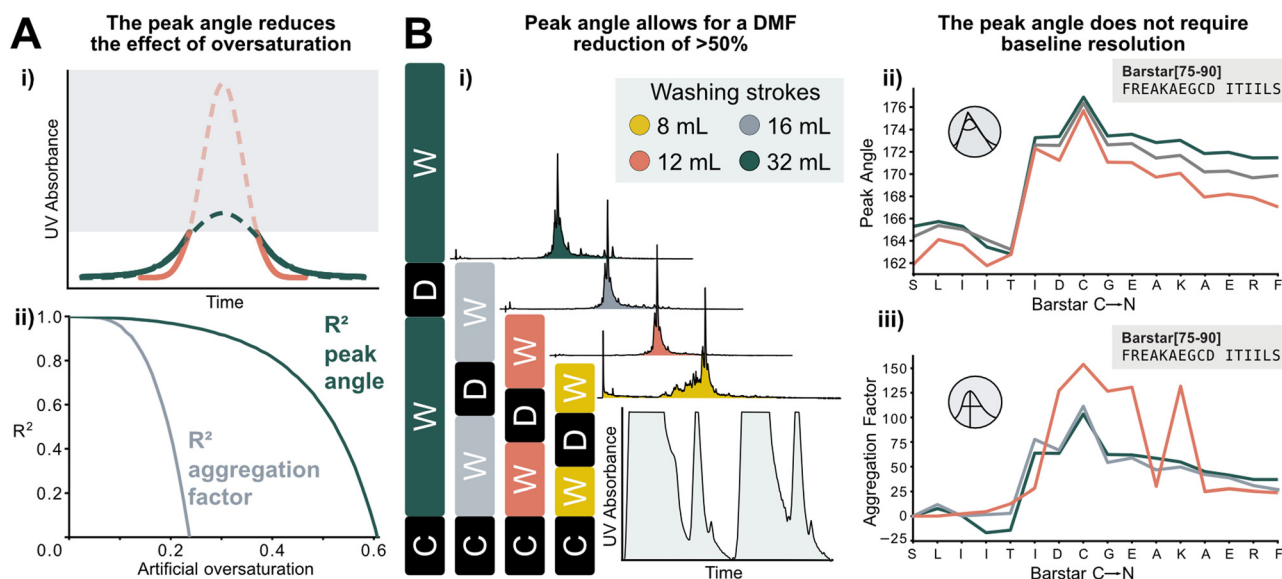 A
The peak angle reduces
the effect of oversaturation
i)
UV Absorbance
Time
ii)
1.0
0.8
0.6
R²
0.4
0.2
0.0
0.2
0.4
0.6
Artificial oversaturation
R²
peak
angle
R²
aggregation
factor
B
Peak angle allows for a DMF
reduction of >50%
i)
Washing strokes
8 mL
16 mL
12 mL
32 mL
W
D
W
C
W
D
W
C
W
D
W
C
W
D
W
C
UV Absorbance
Time
The peak angle does not require
baseline resolution
ii)
Barstar[75-90]
FREAKAEGCD ITIILS
176
174
172
170
168
166
164
162
Peak Angle
S L I I T I D C G E A K A E R F
Barstar C→N
iii)
Barstar[75-90]
FREAKAEGCD ITIILS
150
125
100
75
50
25
0
−25
Aggregation Factor
S L I I T I D C G E A K A E R F
Barstar C→N